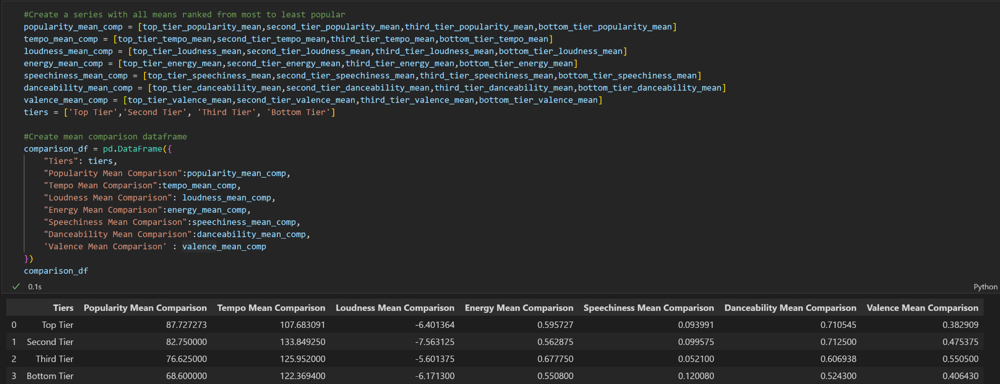 #Create a series with all means ranked from most to least popular
popularity_mean_comp = [top_tier_popularity_mean,second_tier_popularity_mean,third_tier_popularity_mean,bottom_tier_popularity_mean]
tempo_mean_comp = [top_tier_tempo_mean,second_tier_tempo_mean,third_tier_tempo_mean,bottom_tier_tempo_mean]
loudness_mean_comp = [top_tier_loudness_mean,second_tier_loudness_mean,third_tier_loudness_mean,bottom_tier_loudness_mean]
energy_mean_comp = [top_tier_energy_mean,second_tier_energy_mean,third_tier_energy_mean,bottom_tier_energy_mean]
speechiness_mean_comp = [top_tier_speechiness_mean,second_tier_speechiness_mean,third_tier_speechiness_mean,bottom_tier_speechiness_mean]
danceability_mean_comp = [top_tier_danceability_mean,second_tier_danceability_mean,third_tier_danceability_mean,bottom_tier_danceability_mean]
valence_mean_comp = [top_tier_valence_mean,second_tier_valence_mean,third_tier_valence_mean,bottom_tier_valence_mean]
tiers = ['Top Tier','Second Tier', 'Third Tier', 'Bottom Tier']
#Create mean comparison dataframe
comparison_df = pd.DataFrame({
    "Tiers": tiers,
    "Popularity Mean Comparison":popularity_mean_comp,
    "Tempo Mean Comparison":tempo_mean_comp,
    "Loudness Mean Comparison": loudness_mean_comp,
    "Energy Mean Comparison":energy_mean_comp,
    "Speechiness Mean Comparison":speechiness_mean_comp,
    "Danceability Mean Comparison":danceability_mean_comp,
    'Valence Mean Comparison' : valence_mean_comp
})
comparison_df
✓ 0.1s Python
Tiers Popularity Mean Comparison Tempo Mean Comparison Loudness Mean Comparison Energy Mean Comparison Speechiness Mean Comparison Danceability Mean Comparison Valence Mean Comparison
0 Top Tier 87.727273 107.683091 -6.401364 0.595727 0.093991 0.710545 0.382909
1 Second Tier 82.750000 133.849250 -7.563125 0.562875 0.099575 0.712500 0.475375
2 Third Tier 76.625000 125.952000 -5.601375 0.677750 0.052100 0.606938 0.550500
3 Bottom Tier 68.600000 122.369400 -6.171300 0.550800 0.120080 0.524300 0.406430